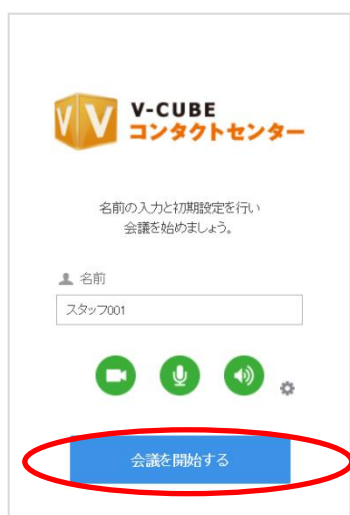 V-CUBE
コンタクトセンター
名前の入力と初期設定を行い
会議を始めましょう。
名前
スタッフ001
会議を開始する